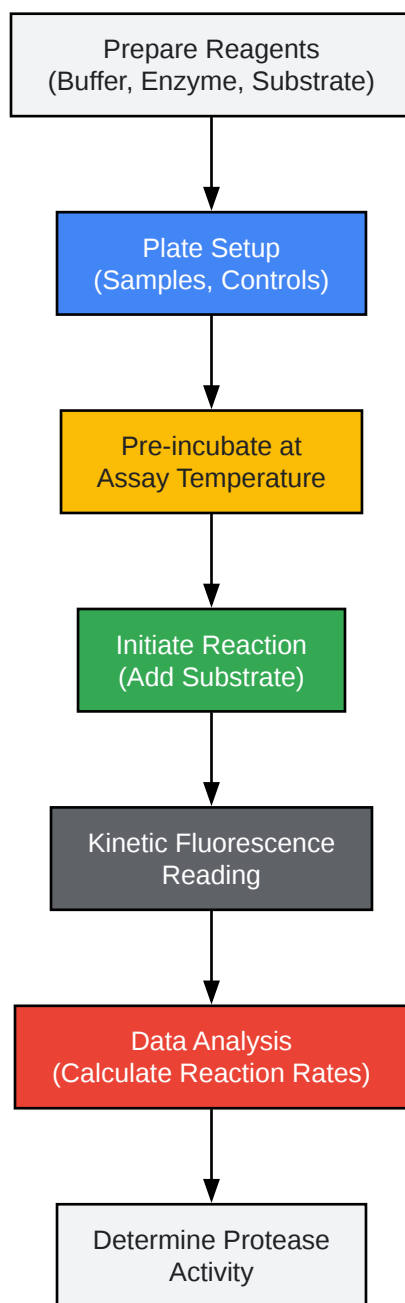 Prepare Reagents
(Buffer, Enzyme, Substrate)
Plate Setup
(Samples, Controls)
Pre-incubate at
Assay Temperature
Initiate Reaction
(Add Substrate)
Kinetic Fluorescence
Reading
Data Analysis
(Calculate Reaction Rates)
Determine Protease
Activity